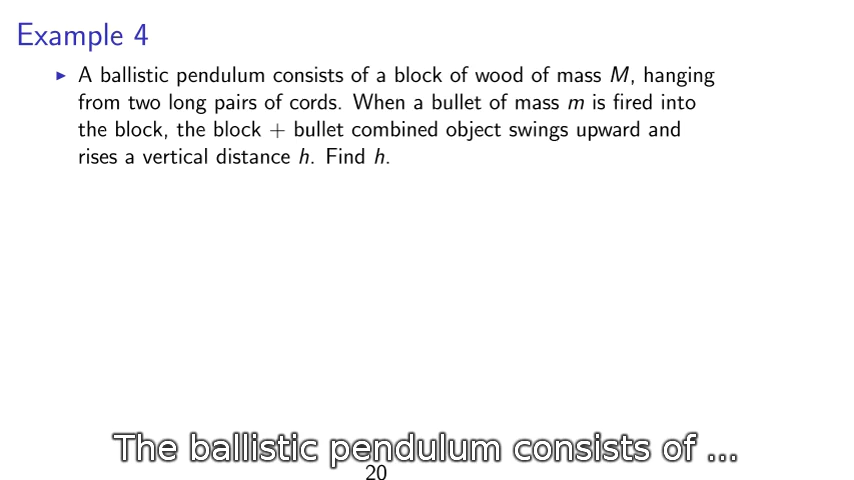 Example 4
▶ A ballistic pendulum consists of a block of wood of mass M, hanging
from two long pairs of cords. When a bullet of mass m is fired into
the block, the block + bullet combined object swings upward and
rises a vertical distance h. Find h.
The ballistic pendulum consists of ...
20